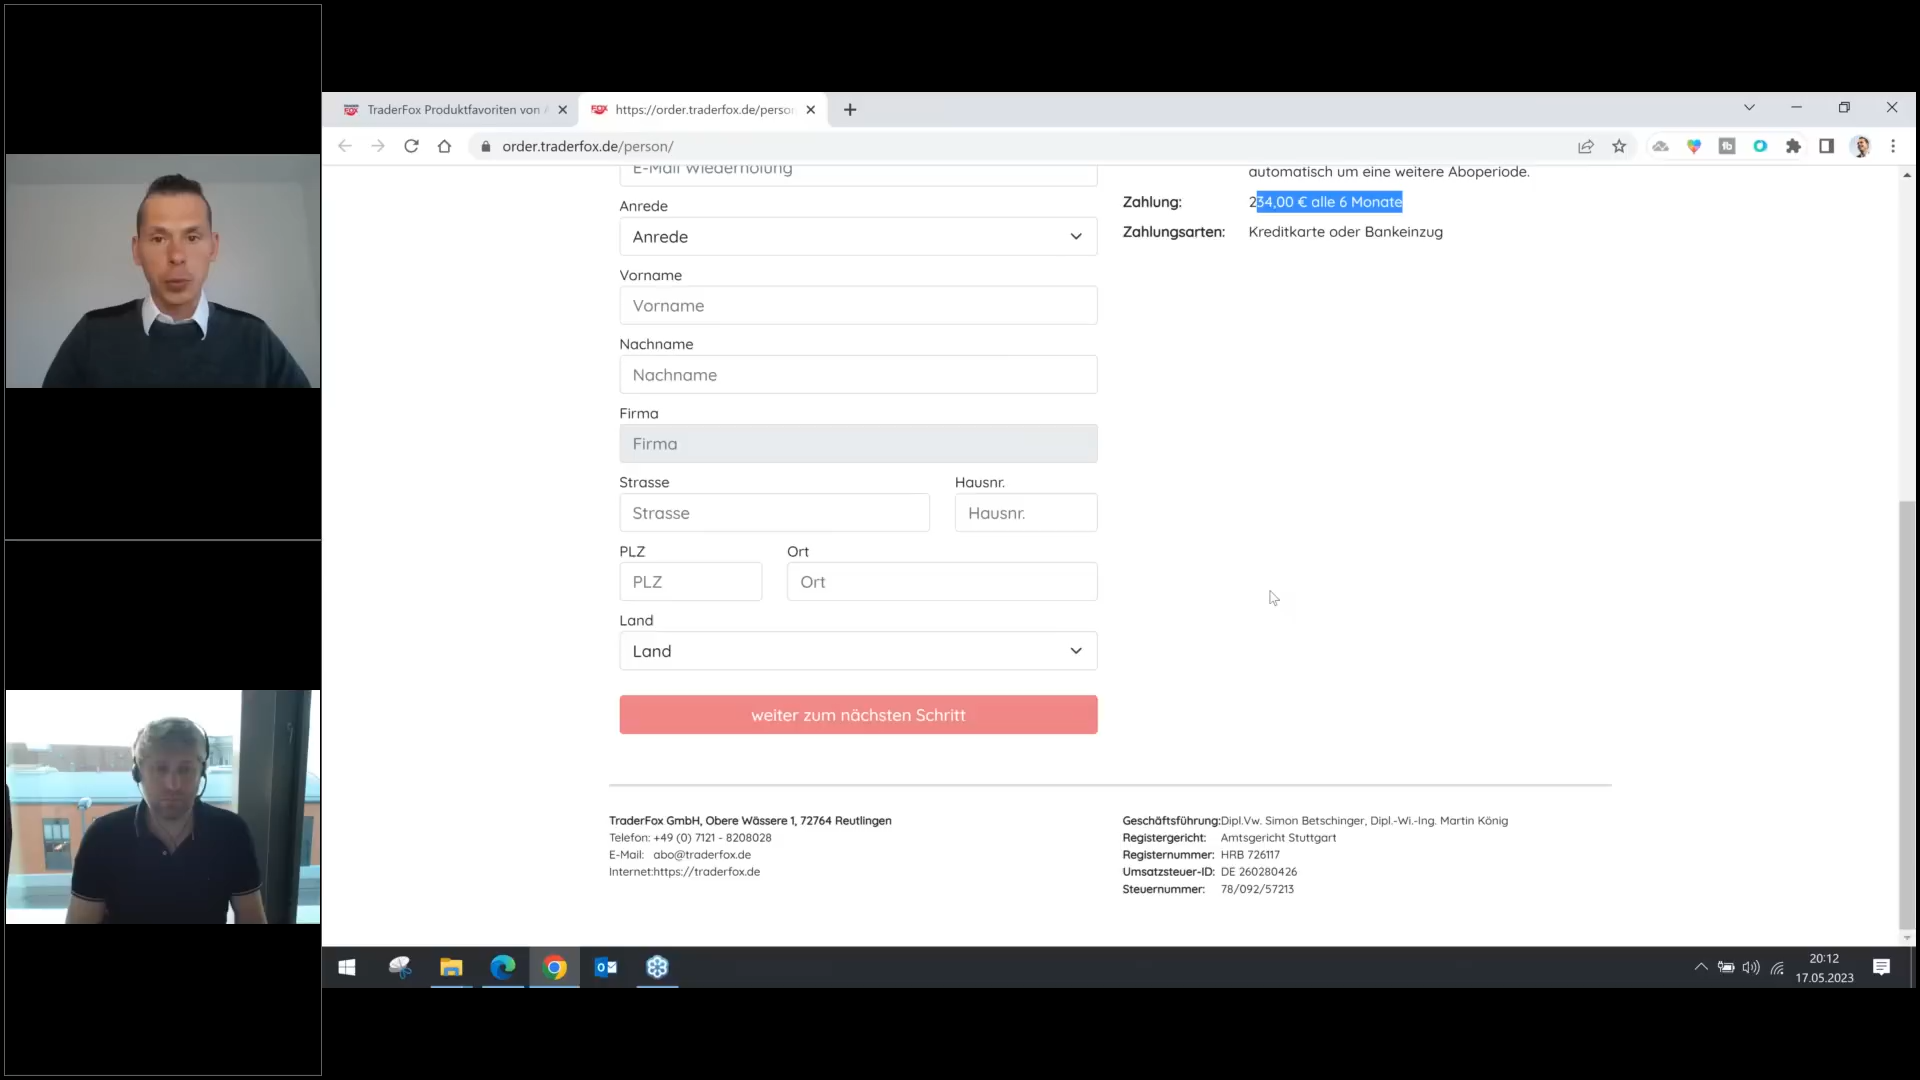 TraderFox Produktfavoriten von
https://order.traderfox.de/person
order.traderfox.de/person/
E-Mail Wiederholung
automatisch um eine weitere Aboperiode.
Zahlung: 234,00 € alle 6 Monate
Zahlungsarten: Kreditkarte oder Bankeinzug
Anrede
Anrede
Vorname
Vorname
Nachname
Nachname
Firma
Firma
Strasse Hausnr.
Strasse Hausnr.
PLZ Ort
PLZ Ort
Land
Land
weiter zum nächsten Schritt
TraderFox GmbH, Obere Wässere 1, 72764 Reutlingen
Telefon: +49 (0) 7121 - 8208028
E-Mail: abo@traderfox.de
Internet:https://traderfox.de
Geschäftsführung:Dipl.Vw. Simon Betschinger, Dipl.-Wi.-Ing. Martin König
Registergericht: Amtsgericht Stuttgart
Registernummer: HRB 726117
Umsatzsteuer-ID: DE 260280426
Steuernummer: 78/092/57213
20:12
17.05.2023